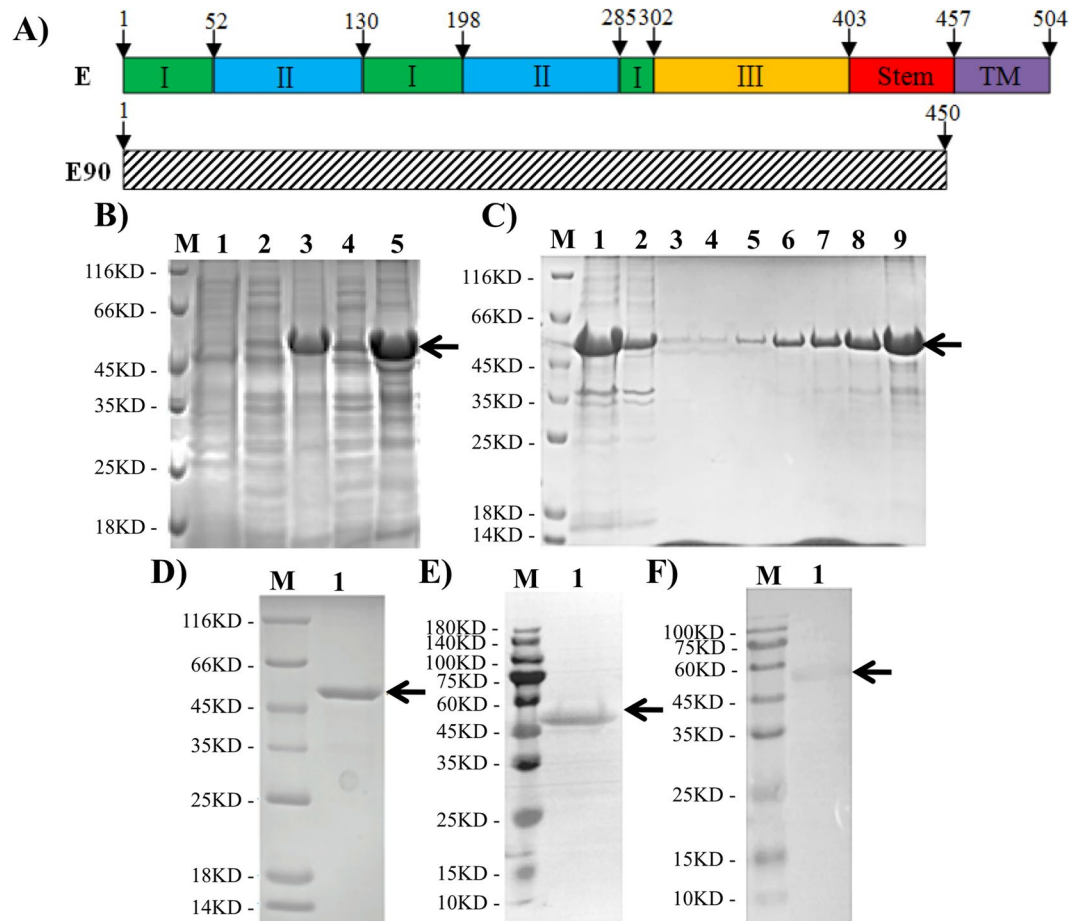 A)
1 52 130 198 285 302 403 457 504
E I II I II I III Stem TM
1 450
E90
B)
M 1 2 3 4 5
116KD -
66KD -
45KD -
35KD -
25KD -
18KD -
C)
M 1 2 3 4 5 6 7 8 9
116KD -
66KD -
45KD -
35KD -
25KD -
18KD -
14KD -
D)
M 1
116KD -
66KD -
45KD -
35KD -
25KD -
18KD -
14KD -
E)
M 1
180KD -
140KD -
100KD -
75KD -
60KD -
45KD -
35KD -
25KD -
15KD -
10KD -
F)
M 1
100KD -
75KD -
60KD -
45KD -
35KD -
25KD -
15KD -
10KD -